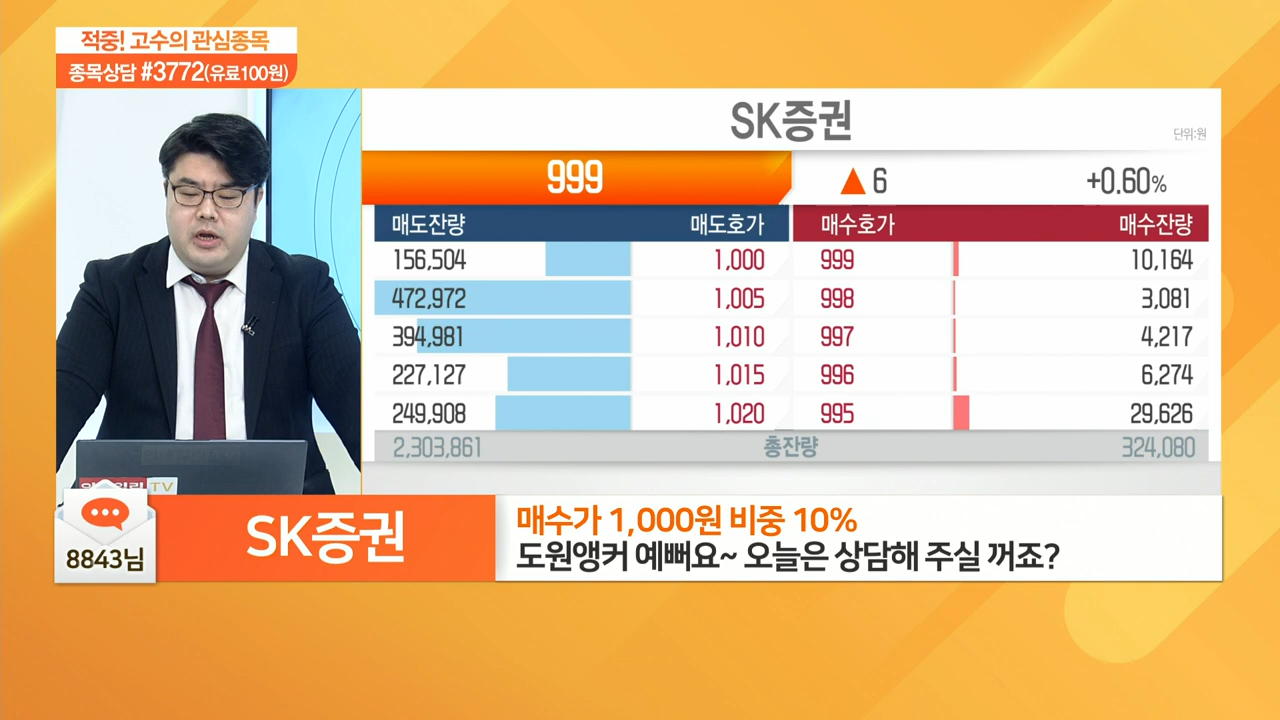 적중! 고수의 관심종목
종목상담 #3772(유료100원)
SK증권
단위:원
999 ▲ 6 +0.60%
매도잔량 매도호가 매수호가 매수잔량
156,504 1,000 999 10,164
472,972 1,005 998 3,081
394,981 1,010 997 4,217
227,127 1,015 996 6,274
249,908 1,020 995 29,626
2,303,861 총잔량 324,080
TV
8843님
SK증권
매수가 1,000원 비중 10%
도원앵커 예뻐요~ 오늘은 상담해 주실 꺼죠?